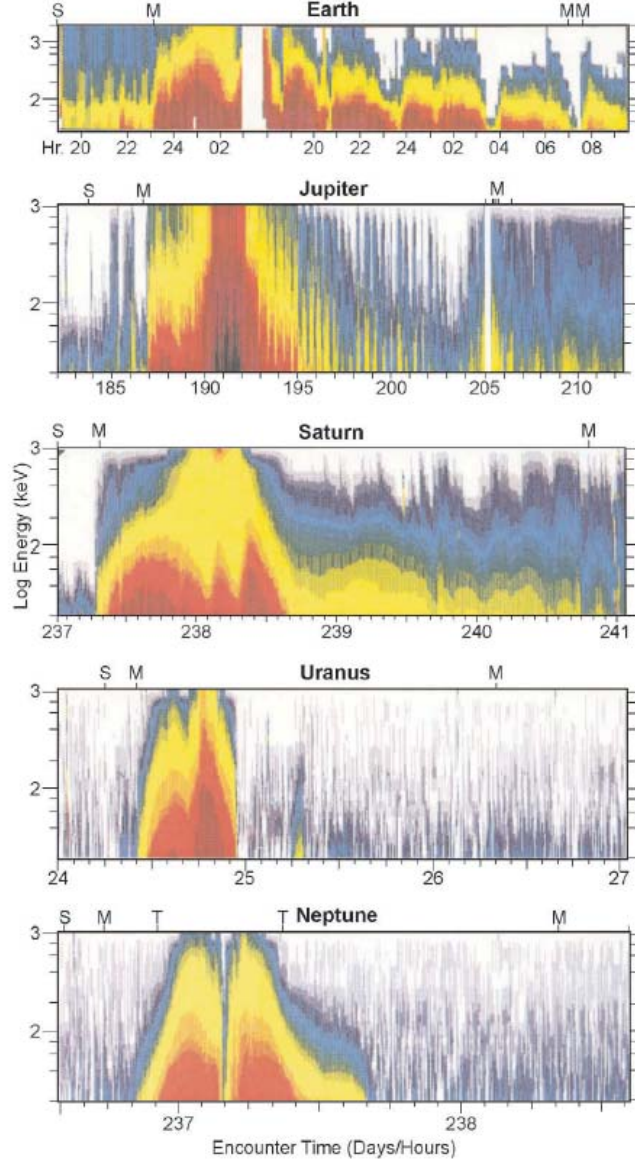 S M Earth M M
3
2
Hr. 20 22 24 02 20 22 24 02 04 06 08
S M Jupiter M
3
2
185 190 195 200 205 210
S M Saturn M
3
Log Energy (keV)
2
237 238 239 240 241
S M Uranus M
3
2
24 25 26 27
S M T T Neptune M
3
2
237 238
Encounter Time (Days/Hours)